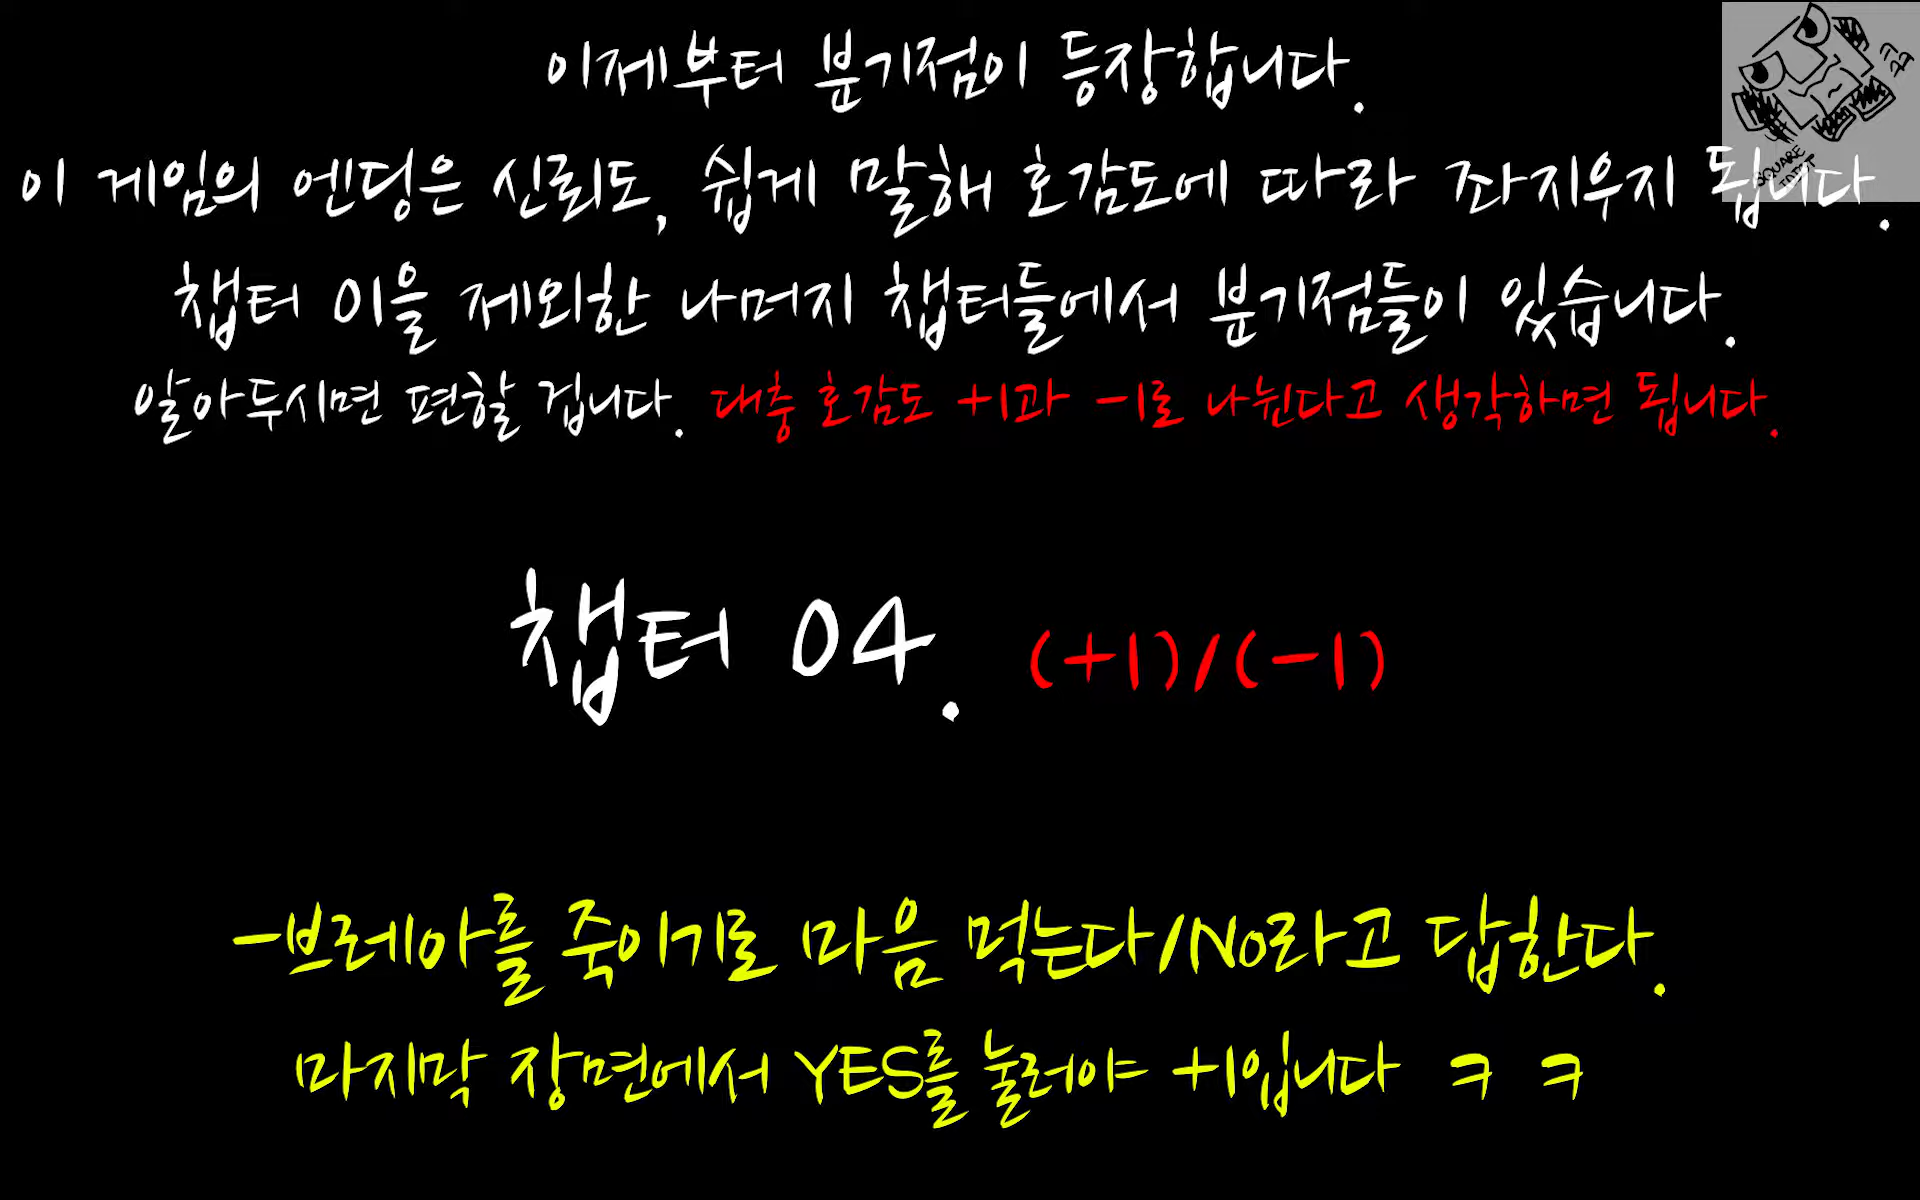 이제부터 분기점이 등장합니다.
이 게임의 엔딩은 신뢰도, 쉽게 말해 호감도에 따라 좌지우지 됩니다.
챕터 01을 제외한 나머지 챕터들에서 분기점들이 있습니다.
알아두시면 편할 겁니다. 대충 호감도 +1과 -1로 나뉜다고 생각하면 됩니다.
챕터 04. (+1)/(-1)
-브레아를 죽이기로 마음 먹는다/No라고 답한다.
마지막 장면에서 YES를 눌러야 +1입니다 ㅋㅋ
SQUARE